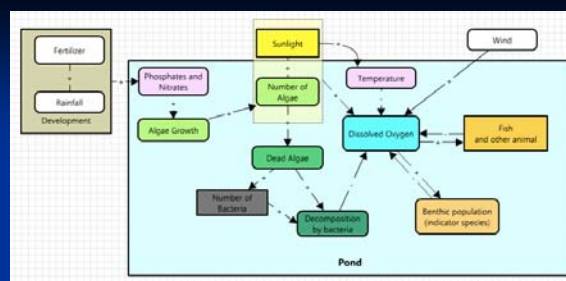 Fertilizer
Rainfall
Development
Sunlight
Wind
Phosphates and
Nitrates
Number of
Algae
Temperature
Algae Growth
Dissolved Oxygen
Fish
and other animal
Dead Algae
Number of
Bacteria
Decomposition
by bacteria
Benthic population
(indicator species)
Pond